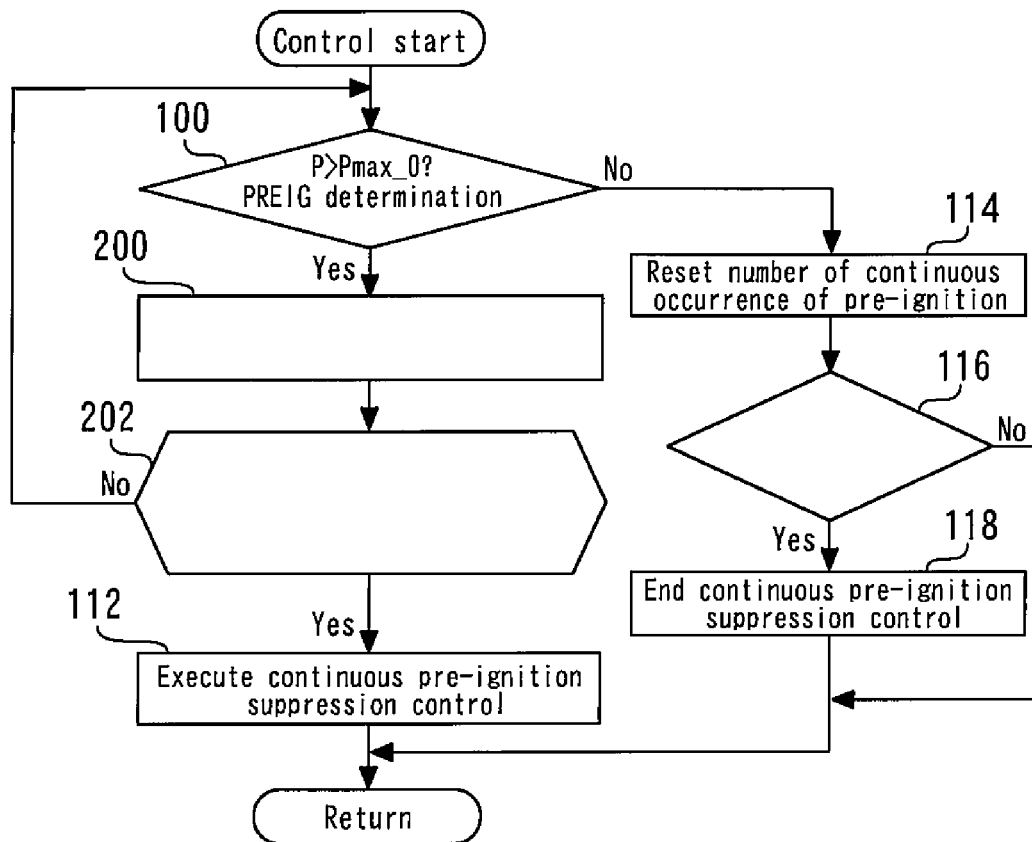 Control start
100
P>Pmax_0?
PREIG determination
No
Yes
200
114
Reset number of continuous
occurrence of pre-ignition
116
No
202
No
Yes
118
End continuous pre-ignition
suppression control
Yes
112
Execute continuous pre-ignition
suppression control
Return